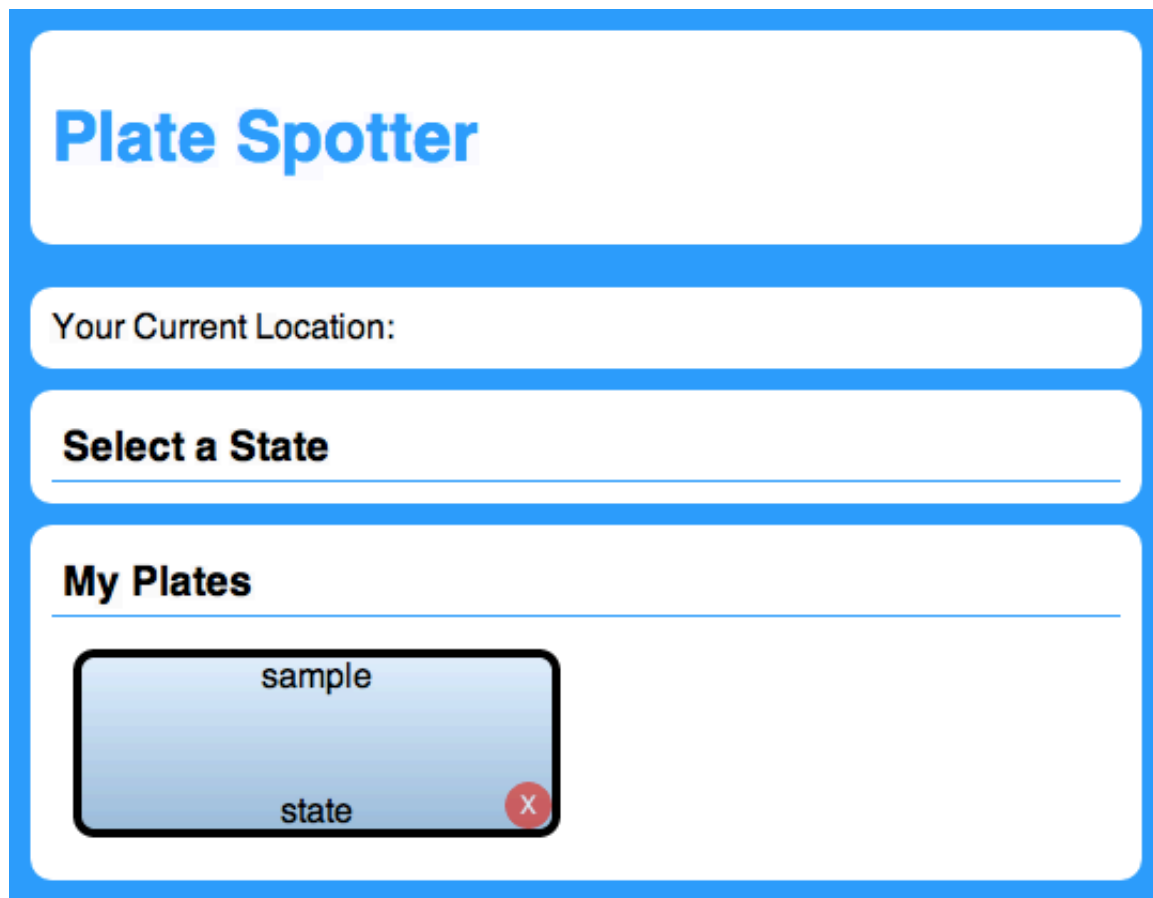 Plate Spotter
Your Current Location:
Select a State
My Plates
sample
state
X